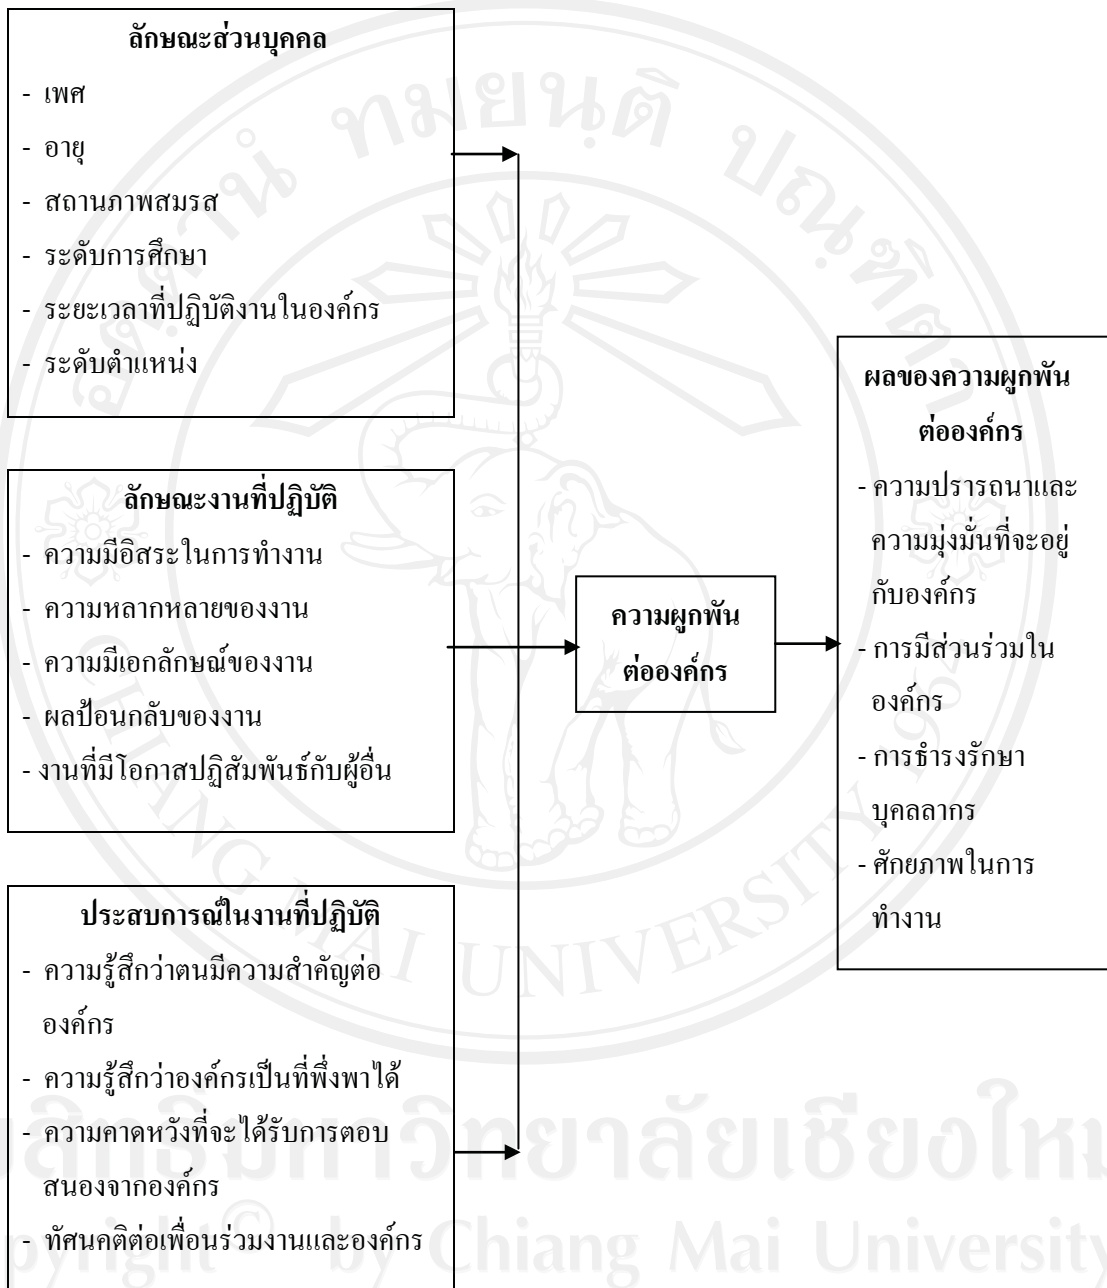 ลักษณะส่วนบุคคล
- เพศ
- อายุ
- สถานภาพสมรส
- ระดับการศึกษา
- ระยะเวลาที่ปฏิบัติงานในองค์กร
- ระดับตำแหน่ง
ลักษณะงานที่ปฏิบัติ
- ความมีอิสระในการทำงาน
- ความหลากหลายของงาน
- ความมีเอกลักษณ์ของงาน
- ผลป้อนกลับของงาน
- งานที่มีโอกาสปฏิสัมพันธ์กับผู้อื่น
ประสบการณ์ในงานที่ปฏิบัติ
- ความรู้สึกว่าตนมีความสำคัญต่อ
องค์กร
- ความรู้สึกว่าองค์กรเป็นที่พึ่งพาได้
- ความคาดหวังที่จะได้รับการตอบ
สนองจากองค์กร
- ทัศนคติต่อเพื่อนร่วมงานและองค์กร
ความผูกพัน
ต่อองค์กร
ผลของความผูกพัน
ต่อองค์กร
- ความปรารถนาและ
ความมุ่งมั่นที่จะอยู่
กับองค์กร
- การมีส่วนร่วมใน
องค์กร
- การธำรงรักษา
บุคลลากร
- ศักยภาพในการ
ทำงาน
อตฺตานํ ทมยนฺติ ปณฺฑิตา
CHIANG MAI UNIVERSITY
by Chiang Mai University